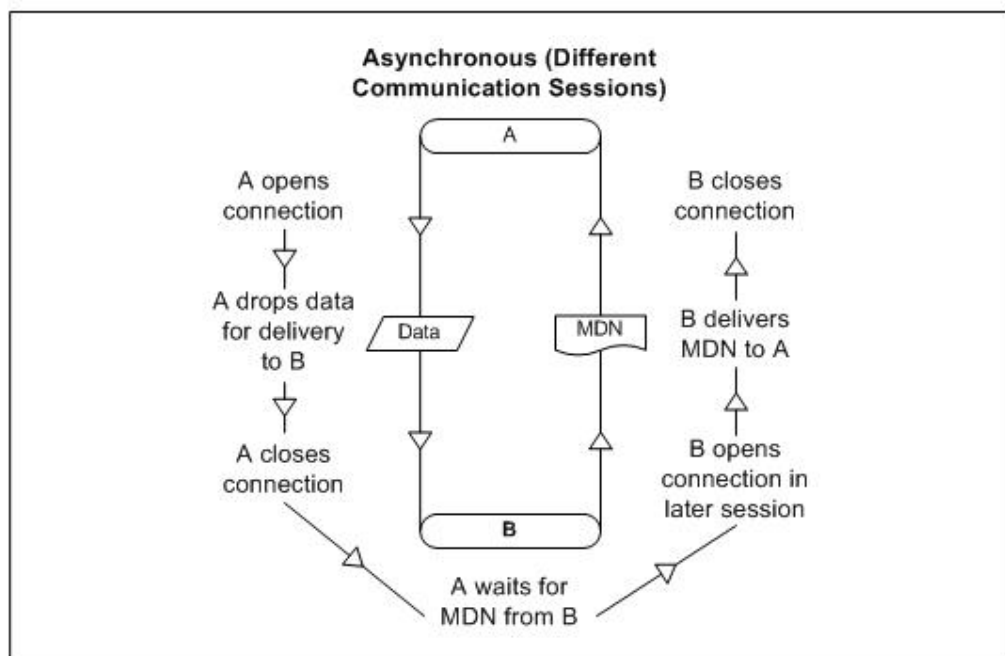 Asynchronous (Different
Communication Sessions)
A
A opens
connection
A drops data
for delivery
to B
A closes
connection
Data
MDN
B closes
connection
B delivers
MDN to A
B opens
connection in
later session
B
A waits for
MDN from B